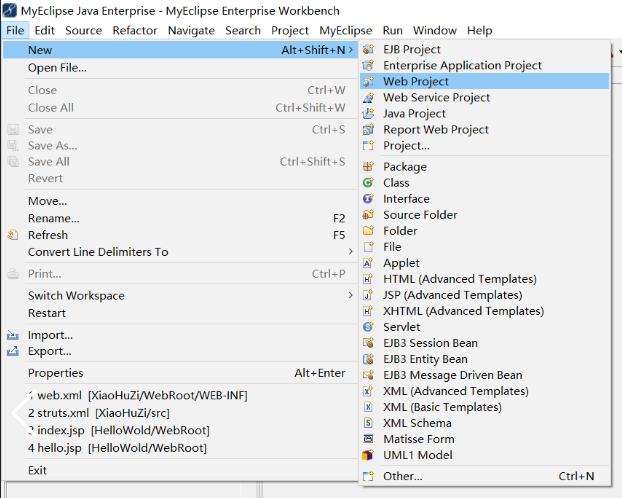 MyEclipse Java Enterprise - MyEclipse Enterprise Workbench
File Edit Source Refactor Navigate Search Project MyEclipse Run Window Help
New Alt+Shift+N
Open File...
Close Ctrl+W
Close All Ctrl+Shift+W
Save Ctrl+S
Save As...
Save All Ctrl+Shift+S
Revert
Move...
Rename... F2
Refresh F5
Convert Line Delimiters To
Print... Ctrl+P
Switch Workspace
Restart
Import...
Export...
Properties Alt+Enter
1 web.xml [XiaoHuZi/WebRoot/WEB-INF]
2 struts.xml [XiaoHuZi/src]
3 index.jsp [HelloWold/WebRoot]
4 hello.jsp [HelloWold/WebRoot]
Exit
EJB Project
Enterprise Application Project
Web Project
Web Service Project
Java Project
Report Web Project
Project...
Package
Class
Interface
Source Folder
Folder
File
Applet
HTML (Advanced Templates)
JSP (Advanced Templates)
XHTML (Advanced Templates)
Servlet
EJB3 Session Bean
EJB3 Entity Bean
EJB3 Message Driven Bean
XML (Advanced Templates)
XML (Basic Templates)
XML Schema
Matisse Form
UML1 Model
Other... Ctrl+N